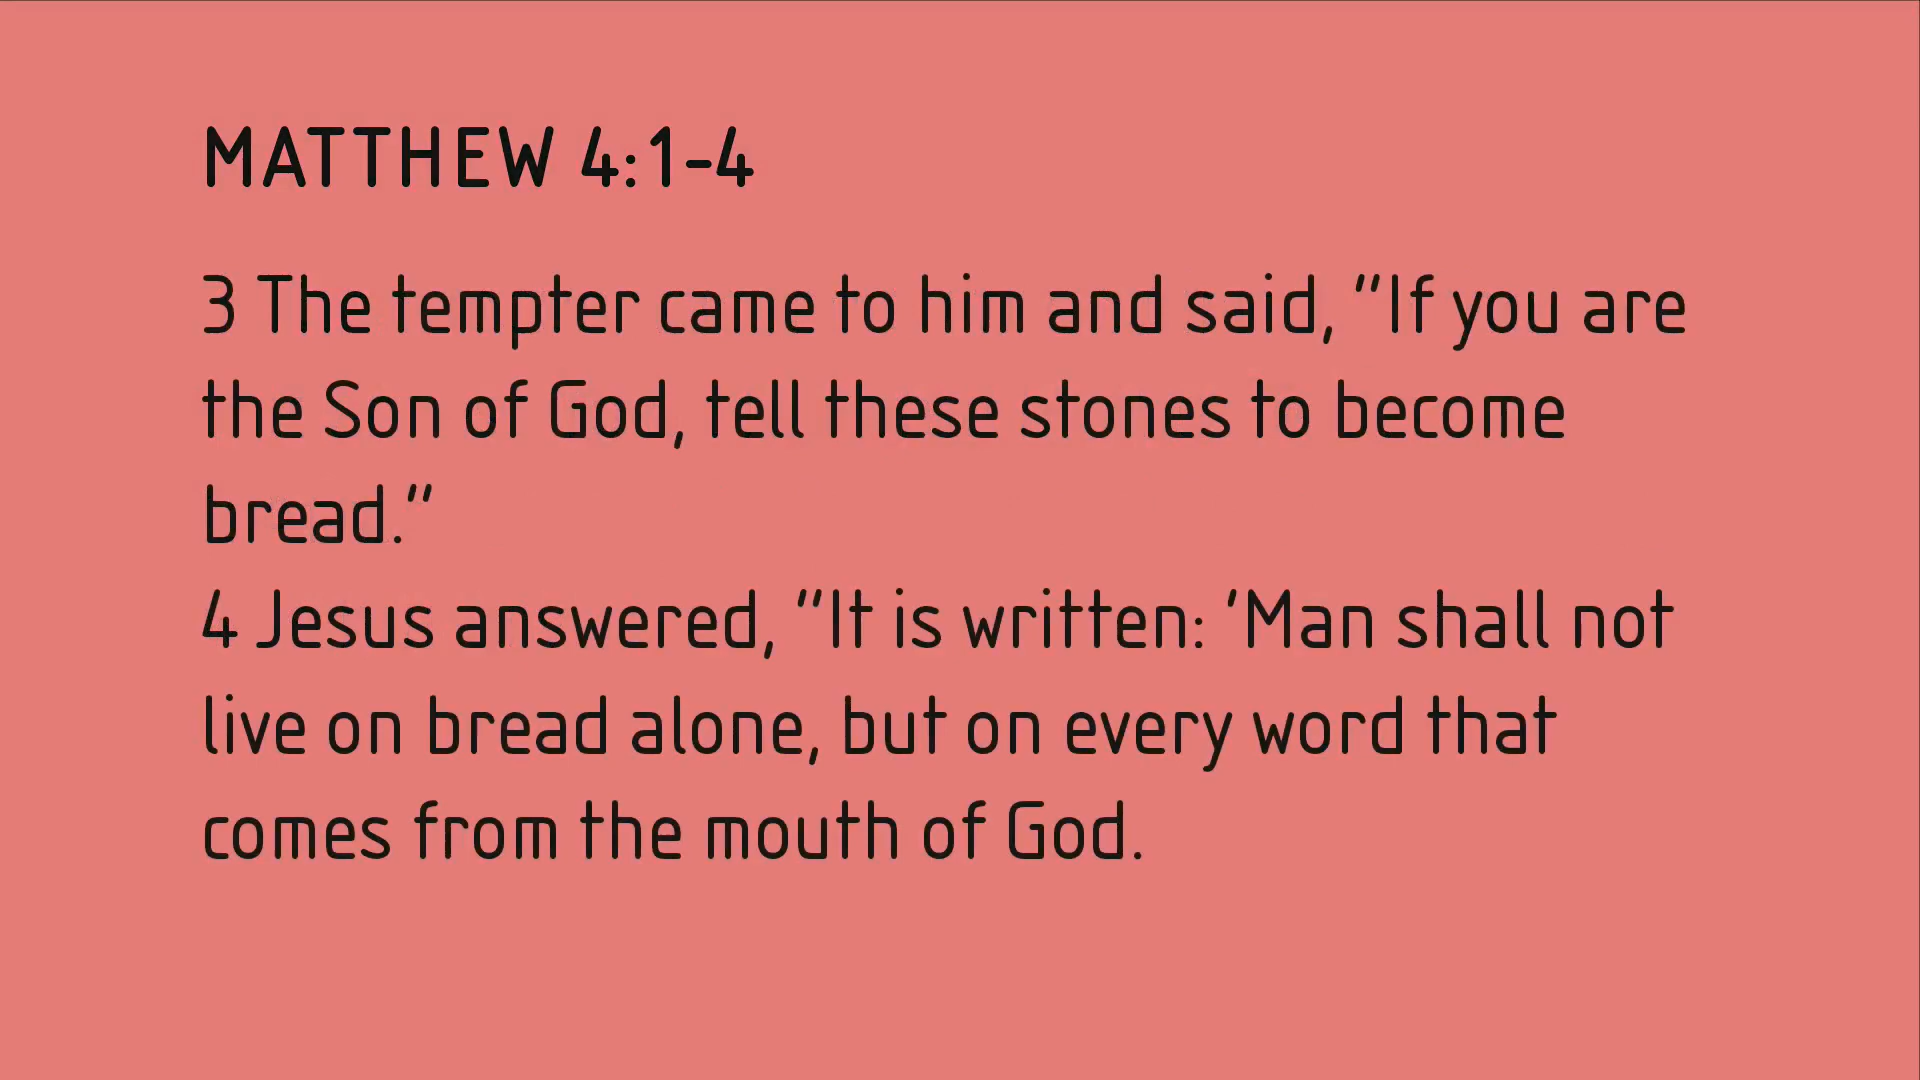 MATTHEW 4:1-4
3 The tempter came to him and said, "If you are
the Son of God, tell these stones to become
bread."
4 Jesus answered, "It is written: 'Man shall not
live on bread alone, but on every word that
comes from the mouth of God.